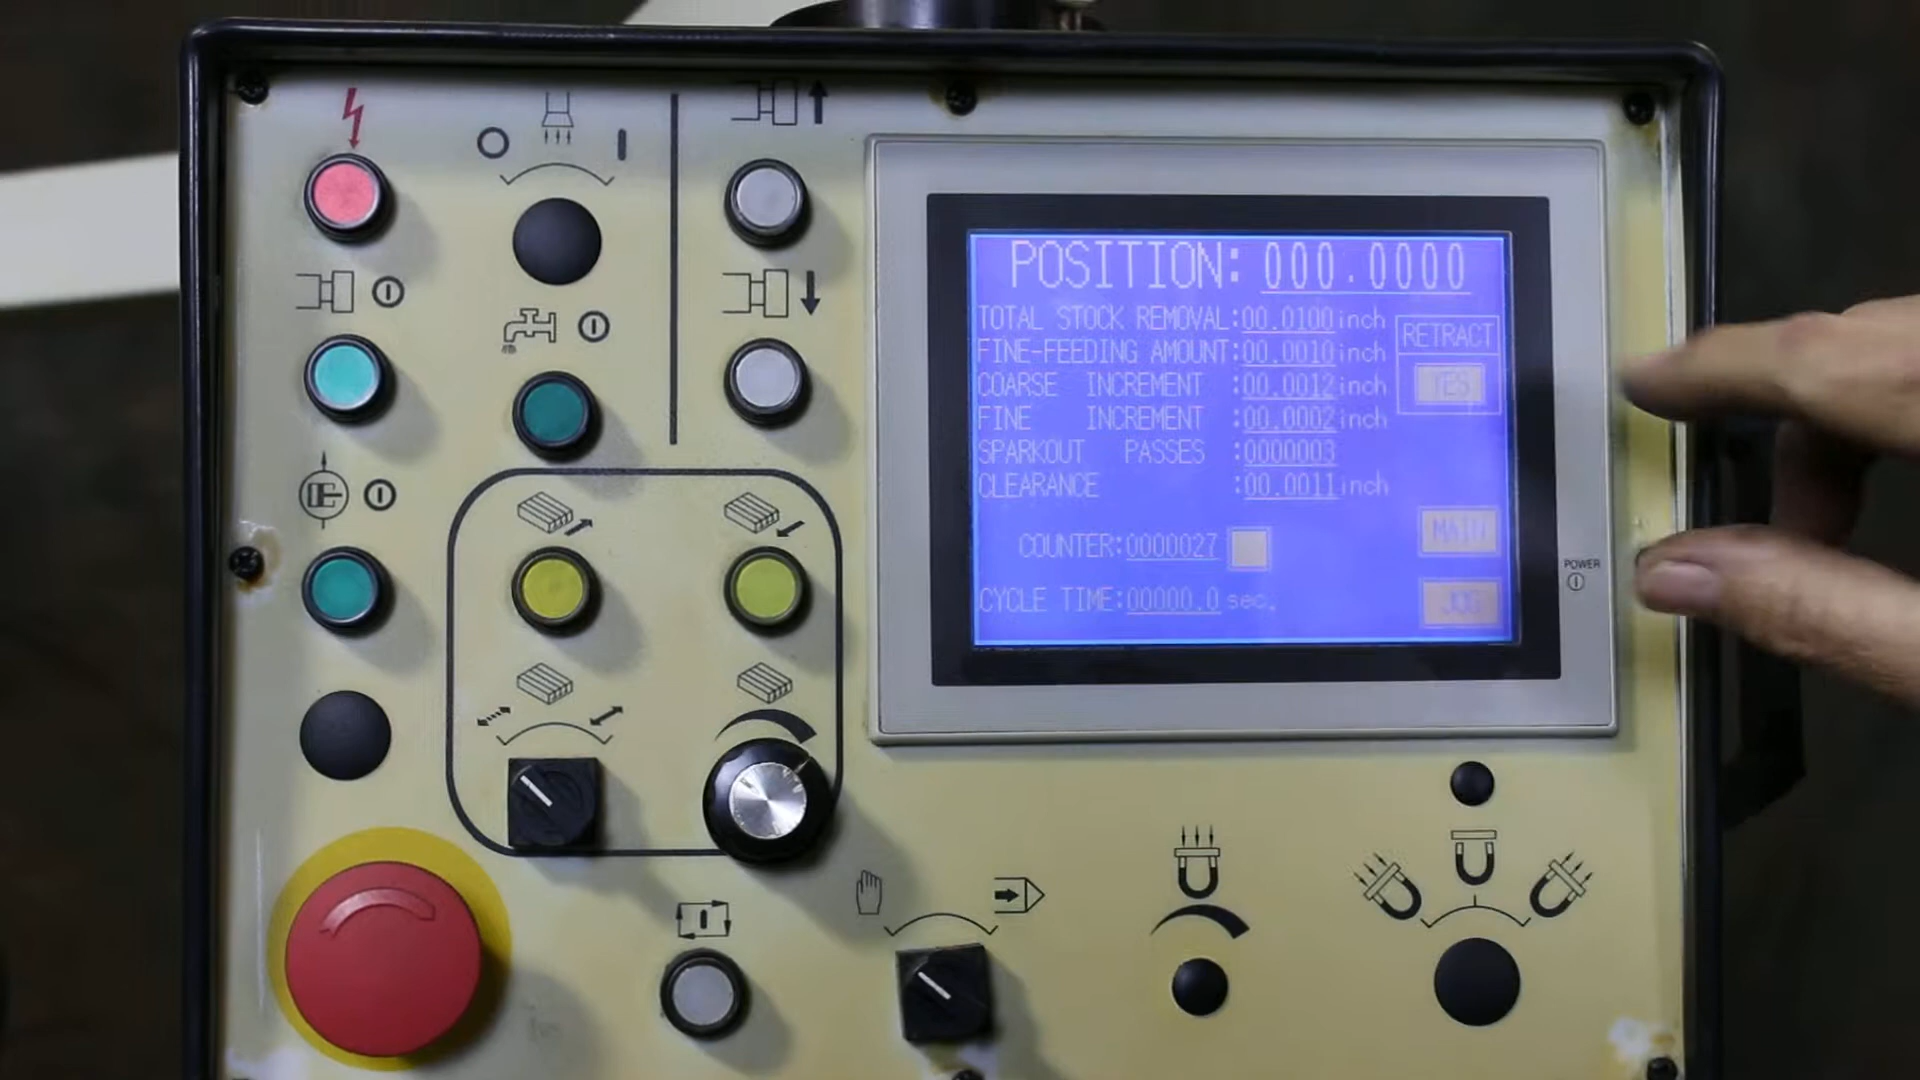 POSITION: 000.0000
TOTAL STOCK REMOVAL:00.0100inch
FINE-FEEDING AMOUNT:00.0010inch
COARSE INCREMENT :00.0012inch
FINE INCREMENT :00.0002inch
SPARKOUT PASSES :0000003
CLEARANCE :00.0011inch
RETRACT
YES
COUNTER:0000027
MAIN
CYCLE TIME:00000.0 sec.
JOG
POWER